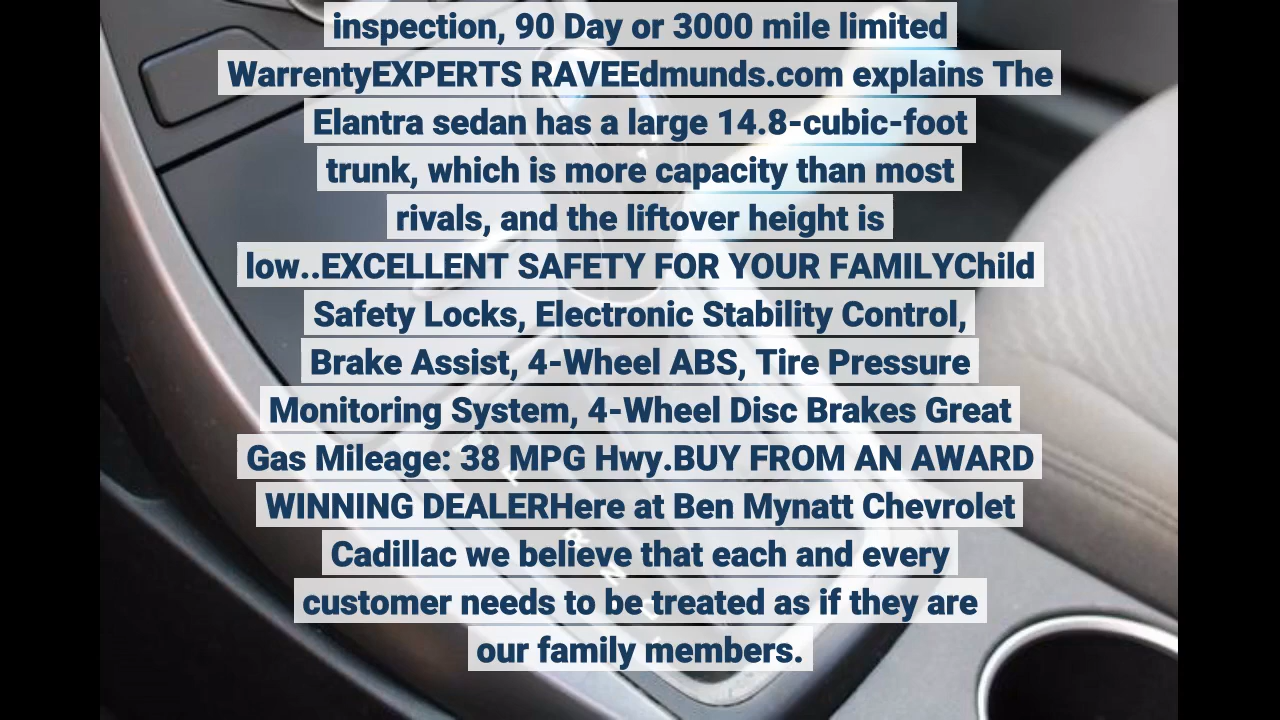 inspection, 90 Day or 3000 mile limited
WarrentyEXPERTS RAVEEdmunds.com explains The
Elantra sedan has a large 14.8-cubic-foot
trunk, which is more capacity than most
rivals, and the liftover height is
low..EXCELLENT SAFETY FOR YOUR FAMILYChild
Safety Locks, Electronic Stability Control,
Brake Assist, 4-Wheel ABS, Tire Pressure
Monitoring System, 4-Wheel Disc Brakes Great
Gas Mileage: 38 MPG Hwy.BUY FROM AN AWARD
WINNING DEALERHere at Ben Mynatt Chevrolet
Cadillac we believe that each and every
customer needs to be treated as if they are
our family members.